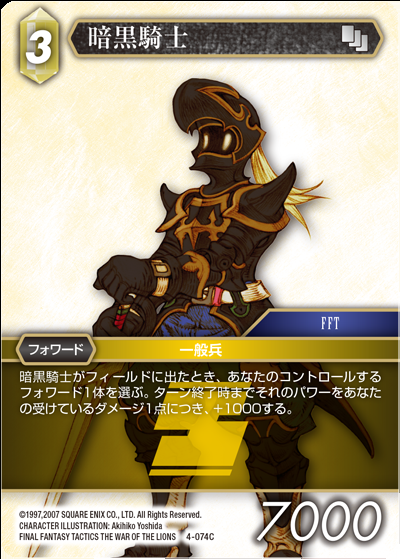 3
暗黒騎士
FFT
フォワード
一般兵
暗黒騎士がフィールドに出たとき、あなたのコントロールする
フォワード1体を選ぶ。ターン終了時までそれのパワーをあなた
の受けているダメージ1点につき、+1000する。
©1997,2007 SQUARE ENIX CO., LTD. All Rights Reserved.
CHARACTER ILLUSTRATION: Akihiko Yoshida
FINAL FANTASY TACTICS THE WAR OF THE LIONS 4-074C
7000